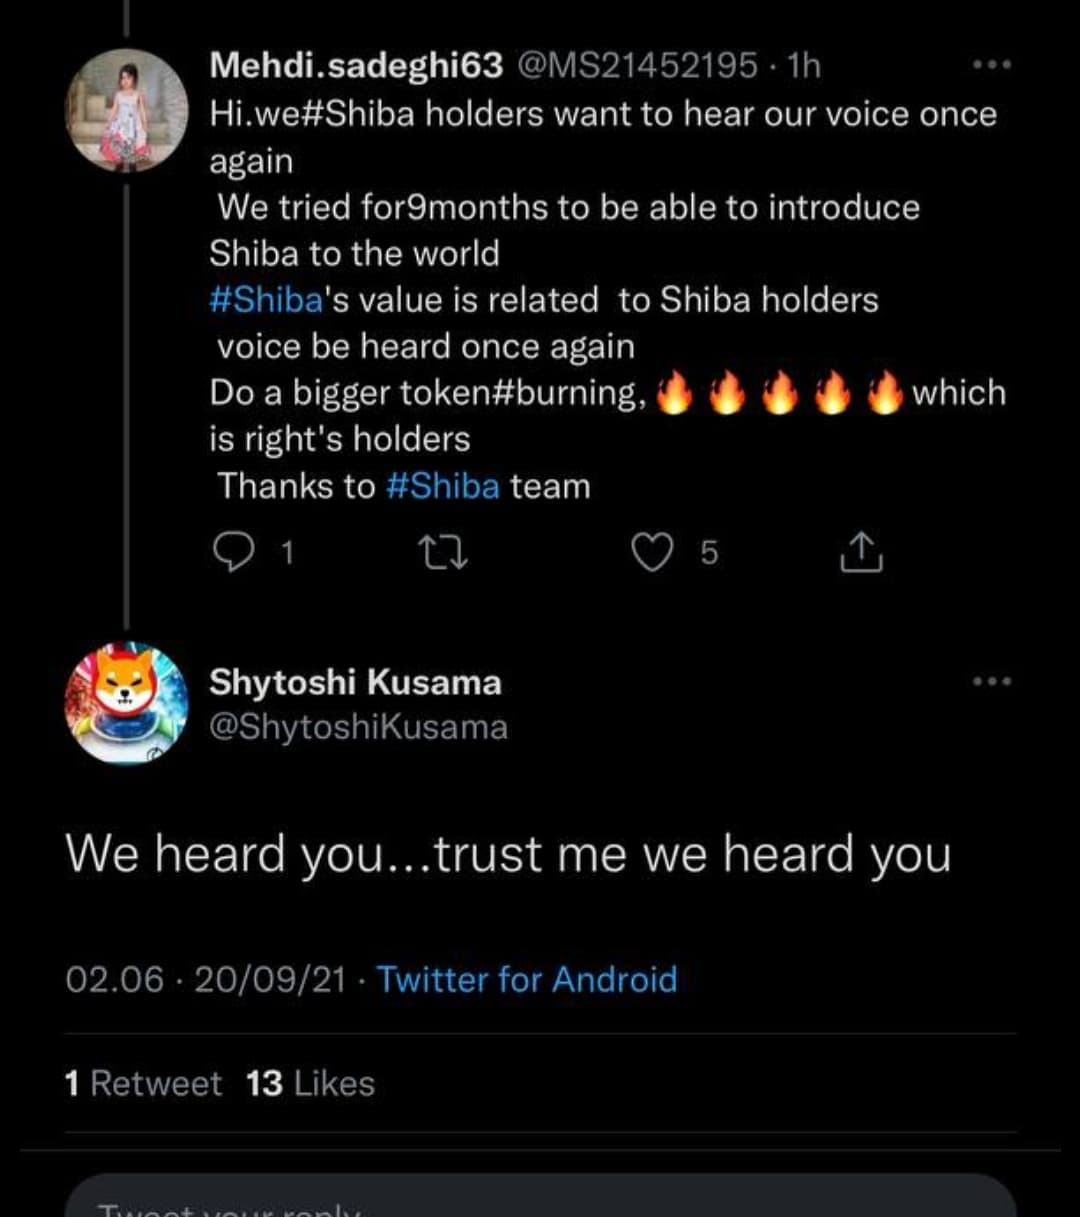 Mehdi.sadeghi63 @MS21452195 · 1h
Hi.we#Shiba holders want to hear our voice once
again
We tried for9months to be able to introduce
Shiba to the world
#Shiba's value is related  to Shiba holders
voice be heard once again
Do a bigger token#burning, 🔥🔥🔥🔥🔥which
is right's holders
Thanks to #Shiba team
1 5
Shytoshi Kusama
@ShytoshiKusama
We heard you...trust me we heard you
02.06 · 20/09/21 · Twitter for Android
1 Retweet 13 Likes
Tweet your reply